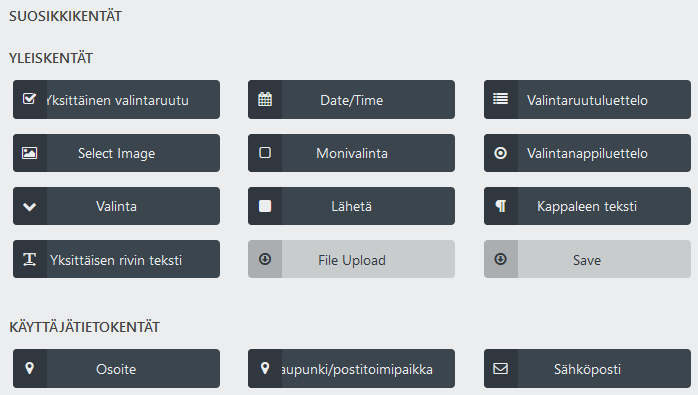 SUOSIKKIKENTÄT
YLEISKENTÄT
Yksittäinen valintaruutu
Date/Time
Valintaruutuluettelo
Select Image
Monivalinta
Valintanappiluettelo
Valinta
Lähetä
Kappaleen teksti
Yksittäisen rivin teksti
File Upload
Save
KÄYTTÄJÄTIETOKENTÄT
Osoite
aupunki/postitoimipaikka
Sähköposti